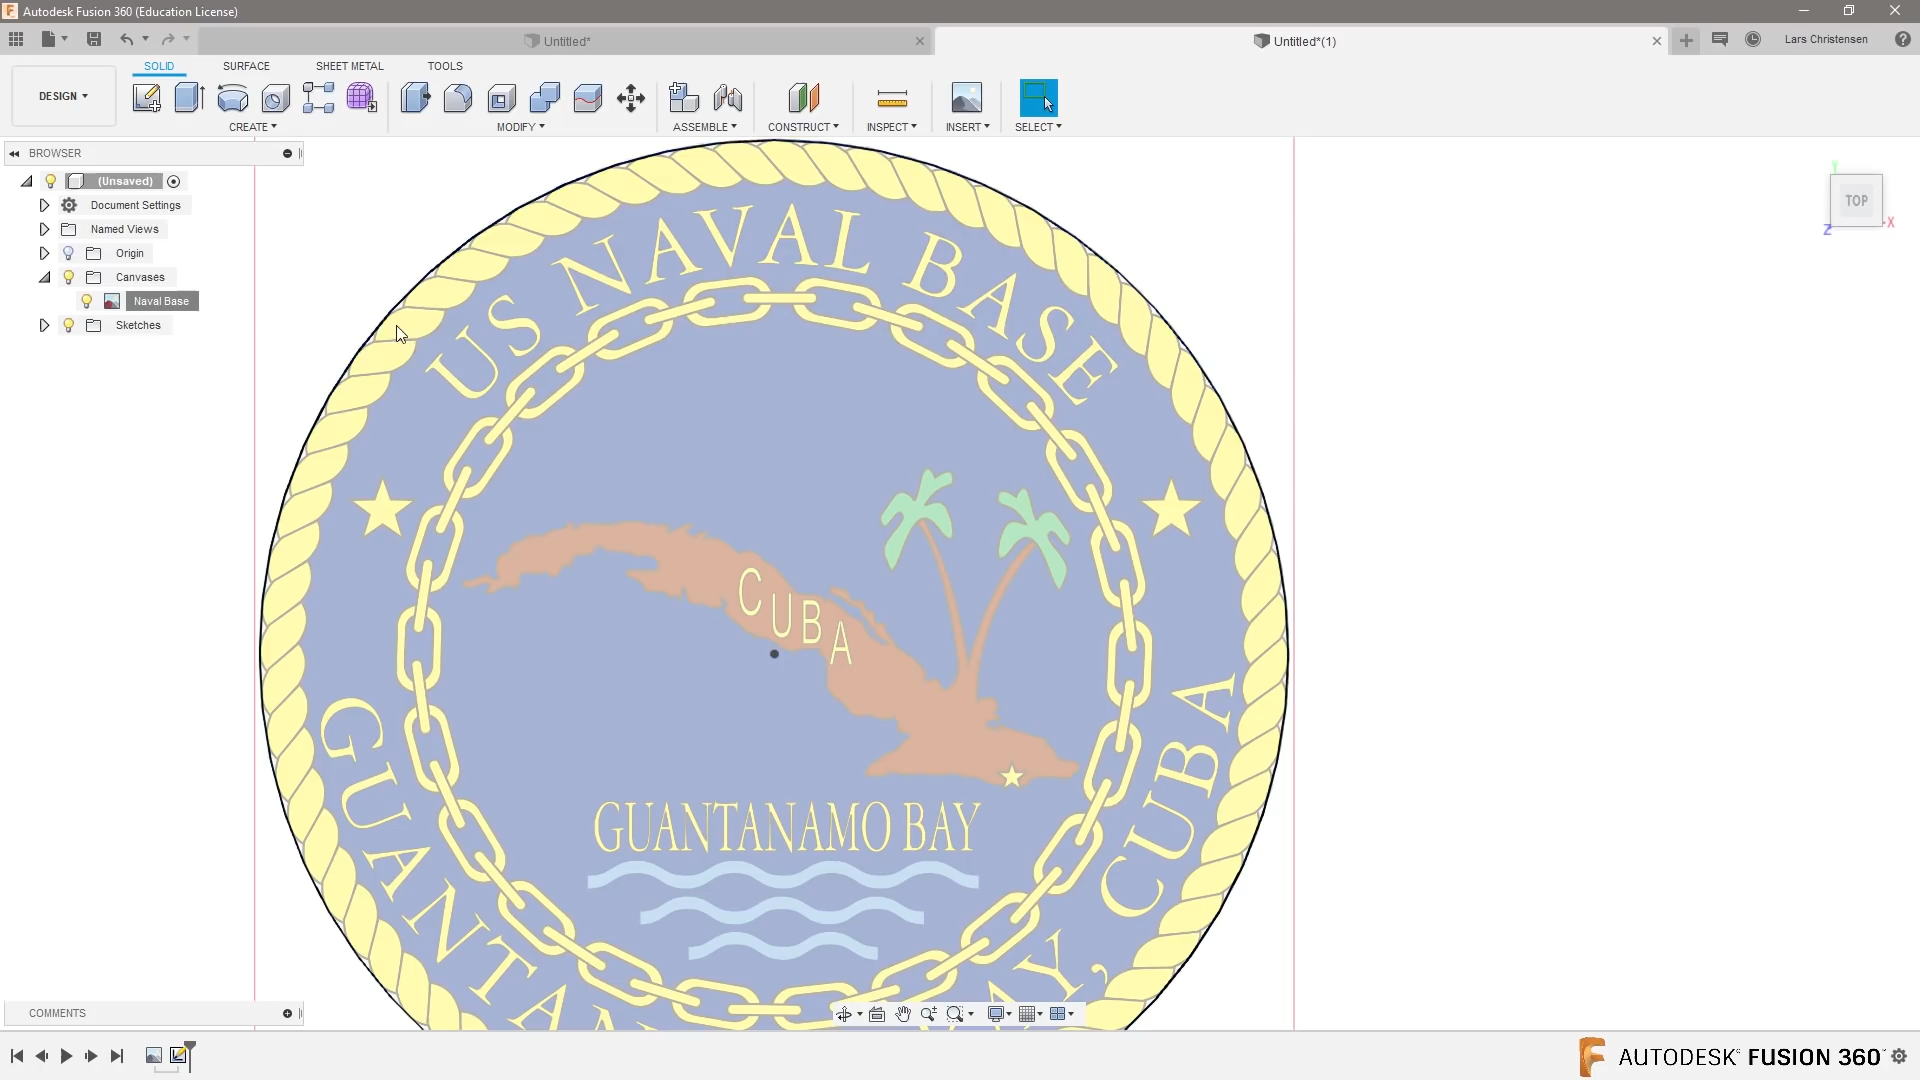 Autodesk Fusion 360 (Education License)
Untitled*
Untitled*(1)
Lars Christensen
SOLID
SURFACE
SHEET METAL
TOOLS
DESIGN
CREATE
MODIFY
ASSEMBLE
CONSTRUCT
INSPECT
INSERT
SELECT
BROWSER
(Unsaved)
Document Settings
Named Views
Origin
Canvases
Naval Base
Sketches
TOP
Y
X
Z
US NAVAL BASE
CUBA
GUANTANAMO BAY
GUANTA
AY, CUBA
COMMENTS
AUTODESK FUSION 360